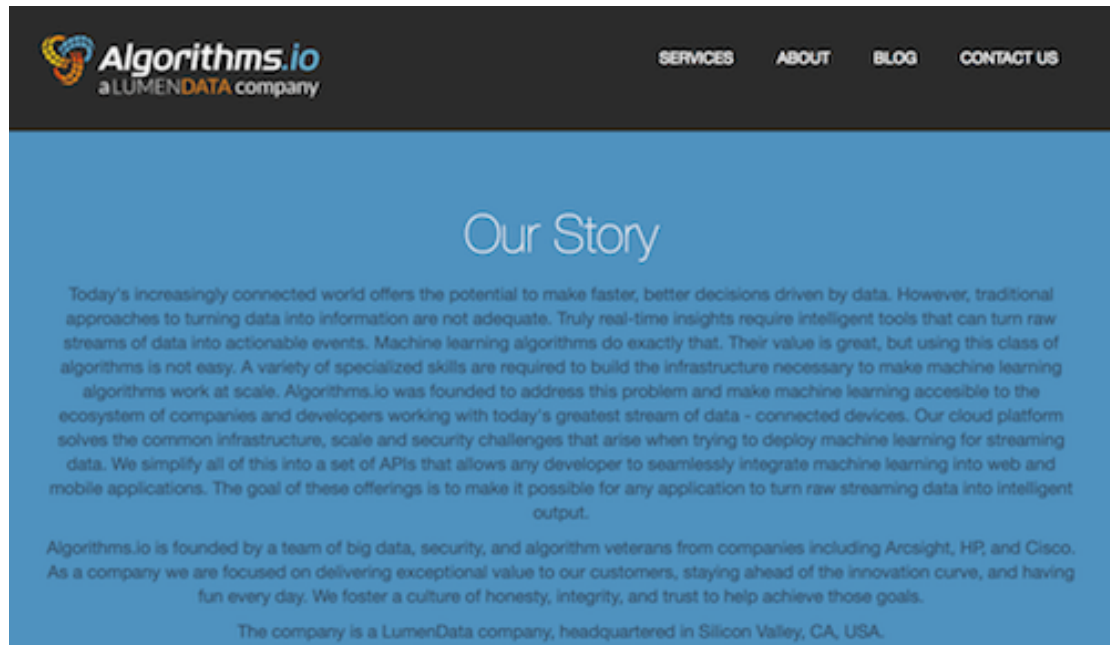 Algorithms.io
a LUMENDATA company
SERVICES ABOUT BLOG CONTACT US
Our Story
Today's increasingly connected world offers the potential to make faster, better decisions driven by data. However, traditional
approaches to turning data into information are not adequate. Truly real-time insights require intelligent tools that can turn raw
streams of data into actionable events. Machine learning algorithms do exactly that. Their value is great, but using this class of
algorithms is not easy. A variety of specialized skills are required to build the infrastructure necessary to make machine learning
algorithms work at scale. Algorithms.io was founded to address this problem and make machine learning accesible to the
ecosystem of companies and developers working with today's greatest stream of data - connected devices. Our cloud platform
solves the common infrastructure, scale and security challenges that arise when trying to deploy machine learning for streaming
data. We simplify all of this into a set of APIs that allows any developer to seamlessly integrate machine learning into web and
mobile applications. The goal of these offerings is to make it possible for any application to turn raw streaming data into intelligent
output.
Algorithms.io is founded by a team of big data, security, and algorithm veterans from companies including Arcsight, HP, and Cisco.
As a company we are focused on delivering exceptional value to our customers, staying ahead of the innovation curve, and having
fun every day. We foster a culture of honesty, integrity, and trust to help achieve those goals.
The company is a LumenData company, headquartered in Silicon Valley, CA, USA.